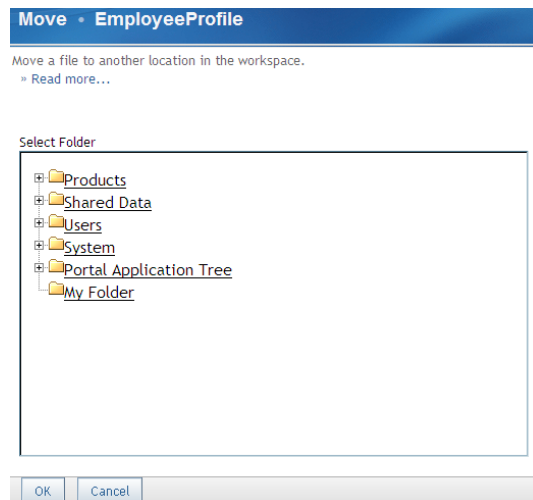 Move • EmployeeProfile
Move a file to another location in the workspace.
» Read more...
Select Folder
Products
Shared Data
Users
System
Portal Application Tree
My Folder
OK Cancel